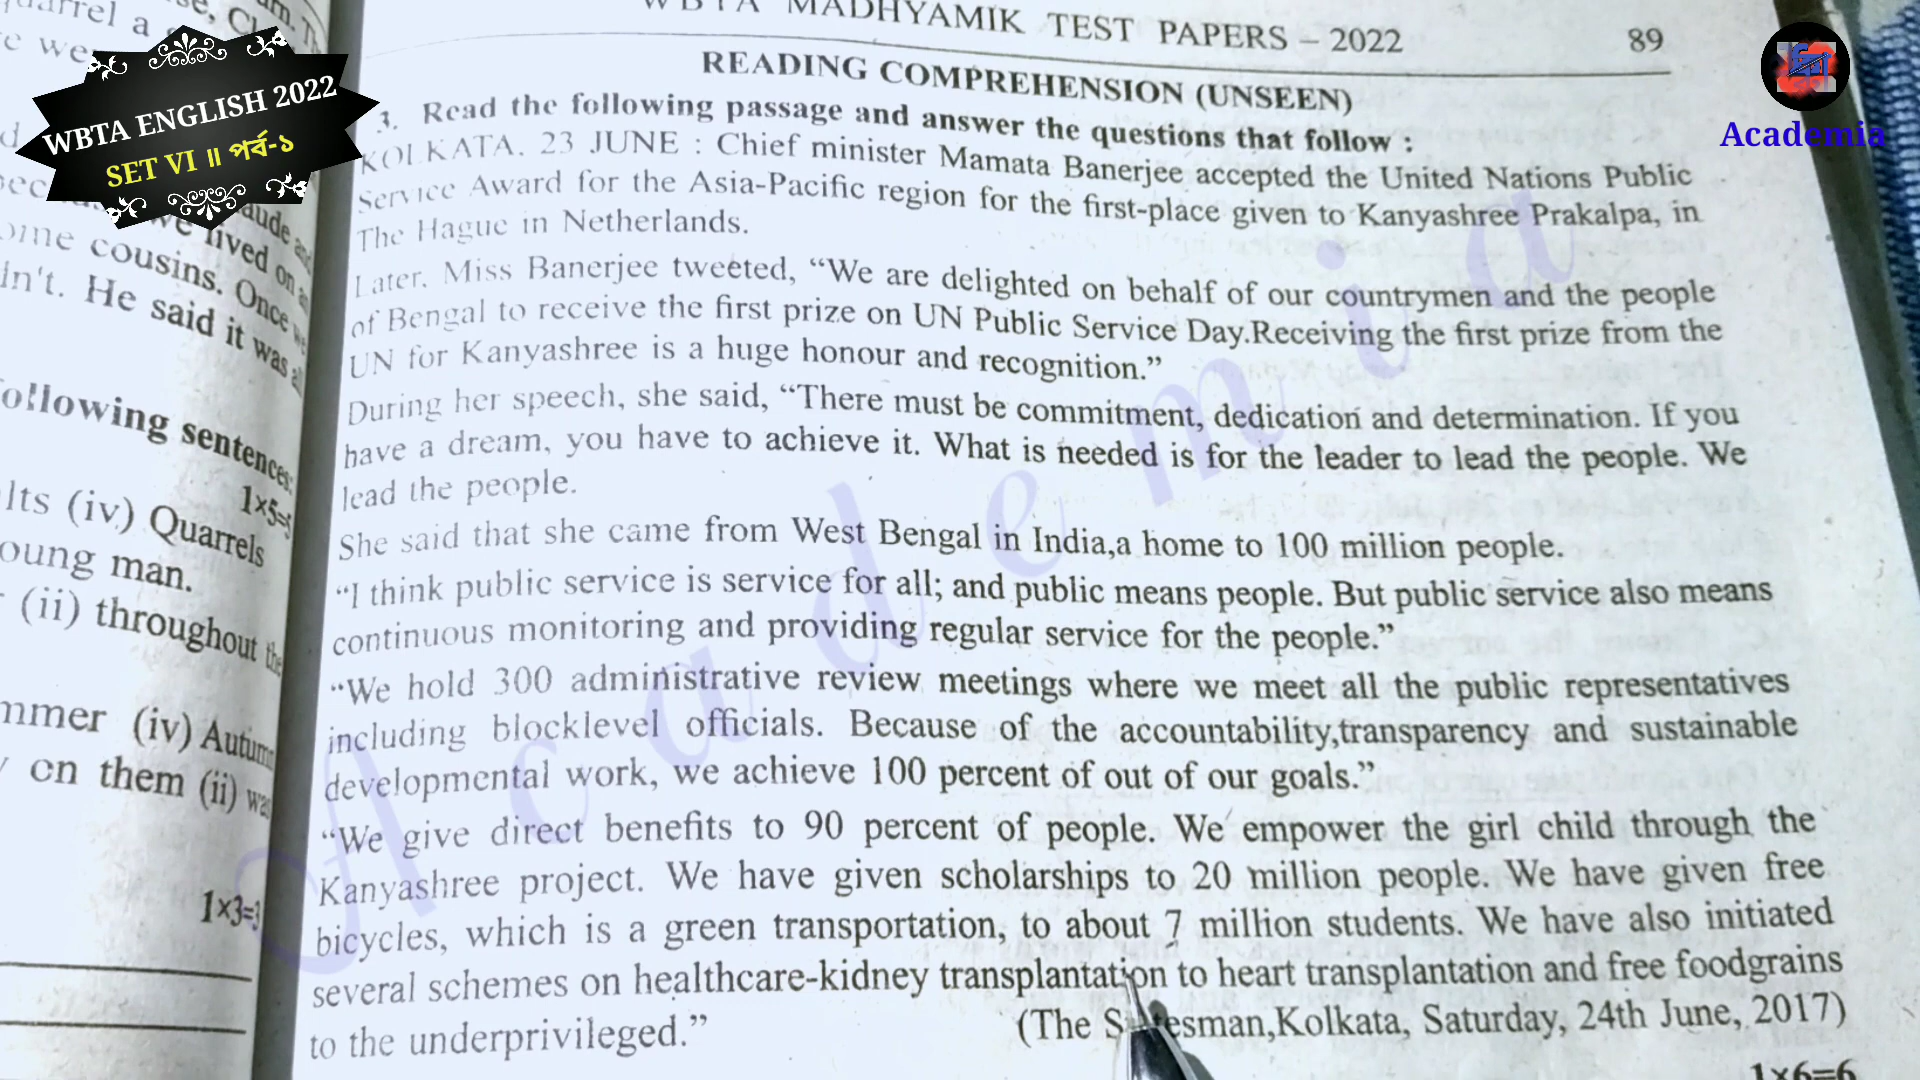 WBTA MADHYAMIK TEST PAPERS – 2022 89
READING COMPREHENSION (UNSEEN)
3. Read the following passage and answer the questions that follow :
KOLKATA. 23 JUNE : Chief minister Mamata Banerjee accepted the United Nations Public
Service Award for the Asia-Pacific region for the first-place given to Kanyashree Prakalpa, in
The Hague in Netherlands.
Later. Miss Banerjee tweeted, “We are delighted on behalf of our countrymen and the people
of Bengal to receive the first prize on UN Public Service Day.Receiving the first prize from the
UN for Kanyashree is a huge honour and recognition.”
During her speech, she said, “There must be commitment, dedication and determination. If you
have a dream, you have to achieve it. What is needed is for the leader to lead the people. We
lead the people.
She said that she came from West Bengal in India,a home to 100 million people.
“I think public service is service for all; and public means people. But public service also means
continuous monitoring and providing regular service for the people.”
“We hold 300 administrative review meetings where we meet all the public representatives
including blocklevel officials. Because of the accountability,transparency and sustainable
developmental work, we achieve 100 percent of out of our goals.”
“We give direct benefits to 90 percent of people. We empower the girl child through the
Kanyashree project. We have given scholarships to 20 million people. We have given free
bicycles, which is a green transportation, to about 7 million students. We have also initiated
several schemes on healthcare-kidney transplantation to heart transplantation and free foodgrains
to the underprivileged.”
(The Kolkata, Saturday, 24th June, 2017)
1×6=6
WBTA ENGLISH 2022
SET VI ॥ পর্ব-১
Academia
Academia
quarrel a
we
we lived on
some cousins. Once
in't. He said it was
following sentences:
1×5=5
lts (iv) Quarrels
oung man.
(ii) throughout the
mmer (iv) Autumn
on them (ii) was
1×3=3